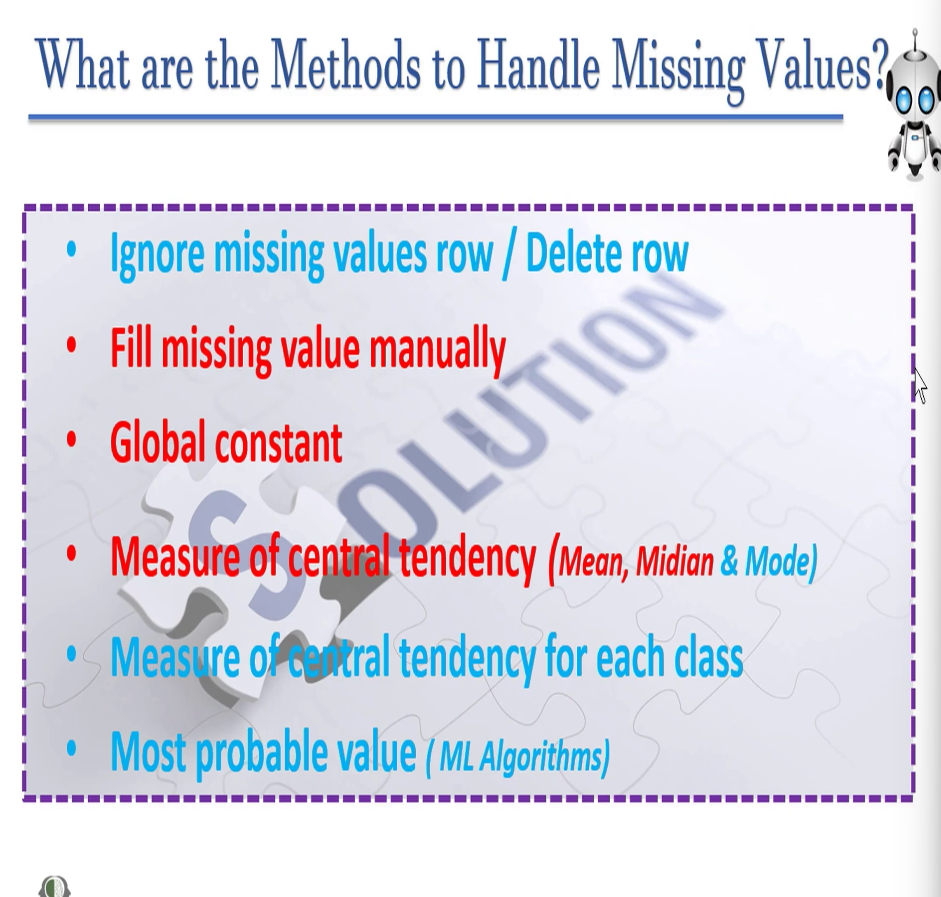 What are the Methods to Handle Missing Values?
• Ignore missing values row / Delete row
• Fill missing value manually
• Global constant
• Measure of central tendency (Mean, Midian & Mode)
• Measure of central tendency for each class
• Most probable value ( ML Algorithms)
SOLUTION